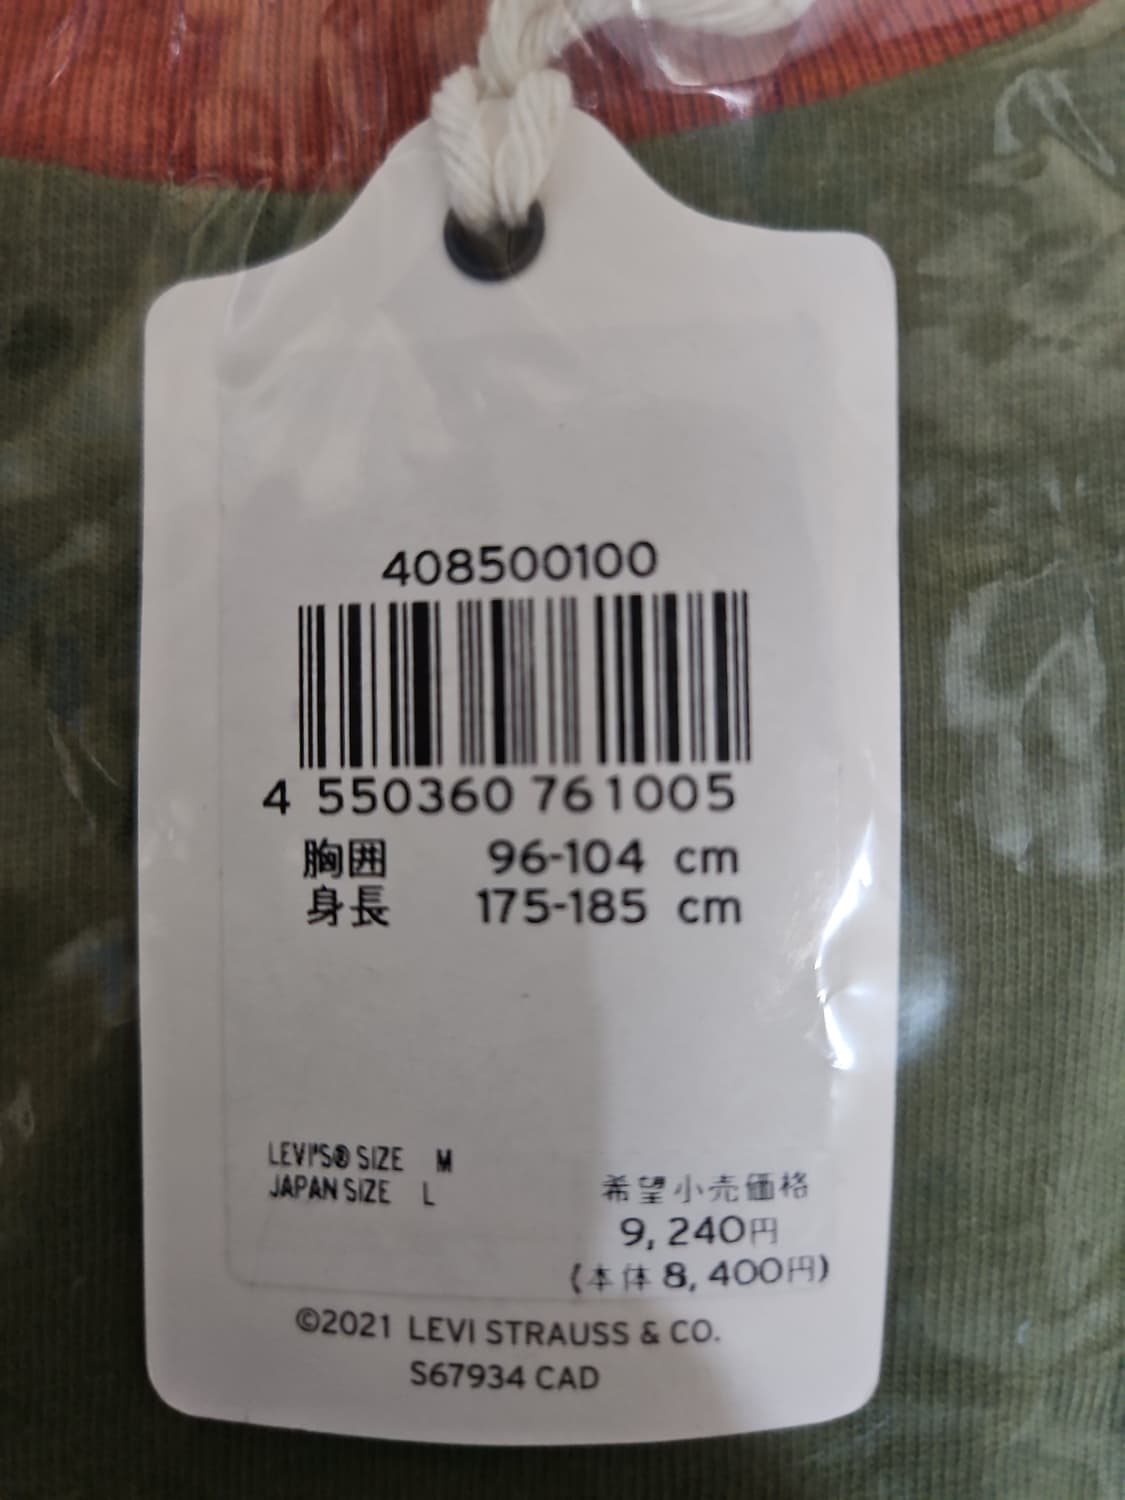 408500100
4 550360 761005
胸囲 96-104 cm
身長 175-185 cm
LEVI'S® SIZE M
JAPAN SIZE L
希望小売価格
9,240円
(本体 8,400円)
©2021 LEVI STRAUSS & CO.
S67934 CAD